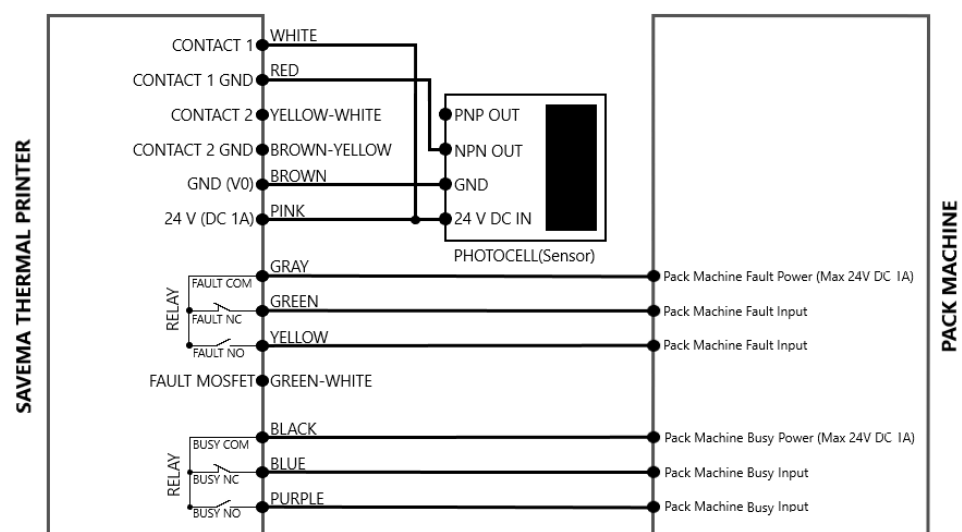 SAVEMA THERMAL PRINTER
CONTACT 1 WHITE
CONTACT 1 GND RED
CONTACT 2 YELLOW-WHITE
CONTACT 2 GND BROWN-YELLOW
GND (V0) BROWN
24 V (DC 1A) PINK
PNP OUT
NPN OUT
GND
24 V DC IN
PHOTOCELL(Sensor)
RELAY
FAULT COM GRAY Pack Machine Fault Power (Max 24V DC 1A)
FAULT NC GREEN Pack Machine Fault Input
FAULT NO YELLOW Pack Machine Fault Input
FAULT MOSFET GREEN-WHITE
RELAY
BUSY COM BLACK Pack Machine Busy Power (Max 24V DC 1A)
BUSY NC BLUE Pack Machine Busy Input
BUSY NO PURPLE Pack Machine Busy Input
PACK MACHINE